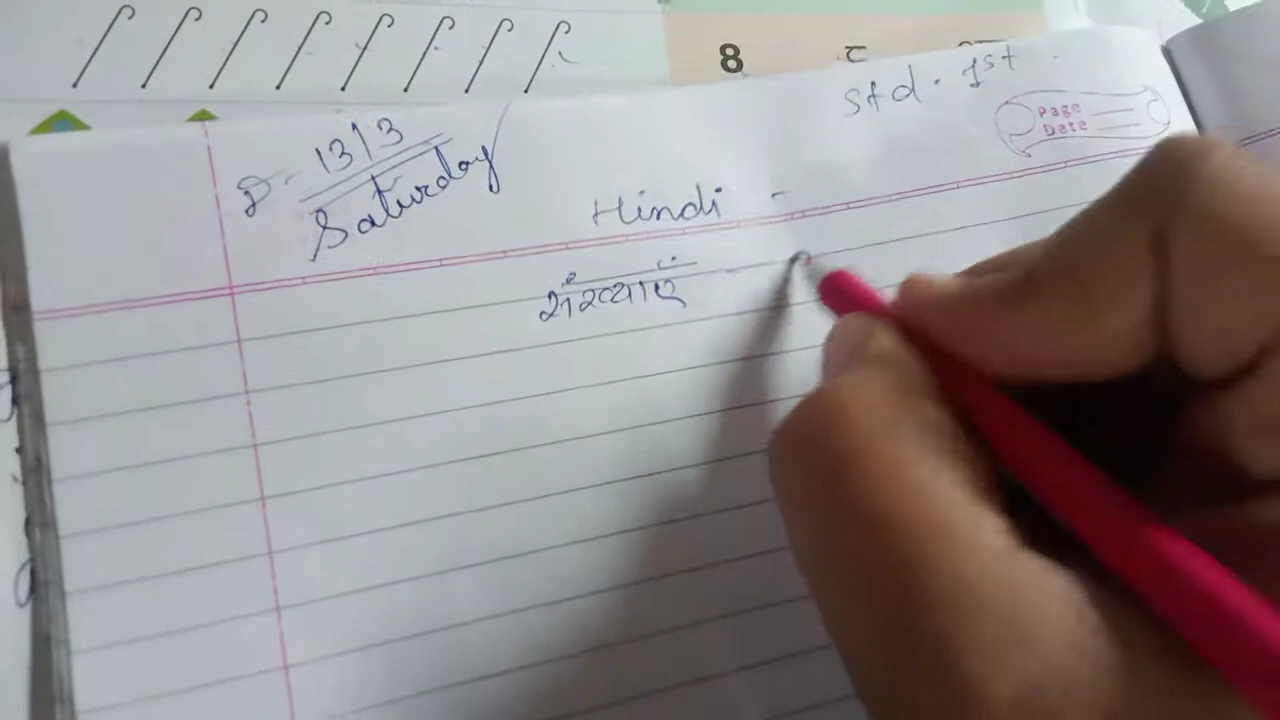 8
Std. 1st.
Page
Date
D- 13/3
Saturday
Hindi -
संख्याएं